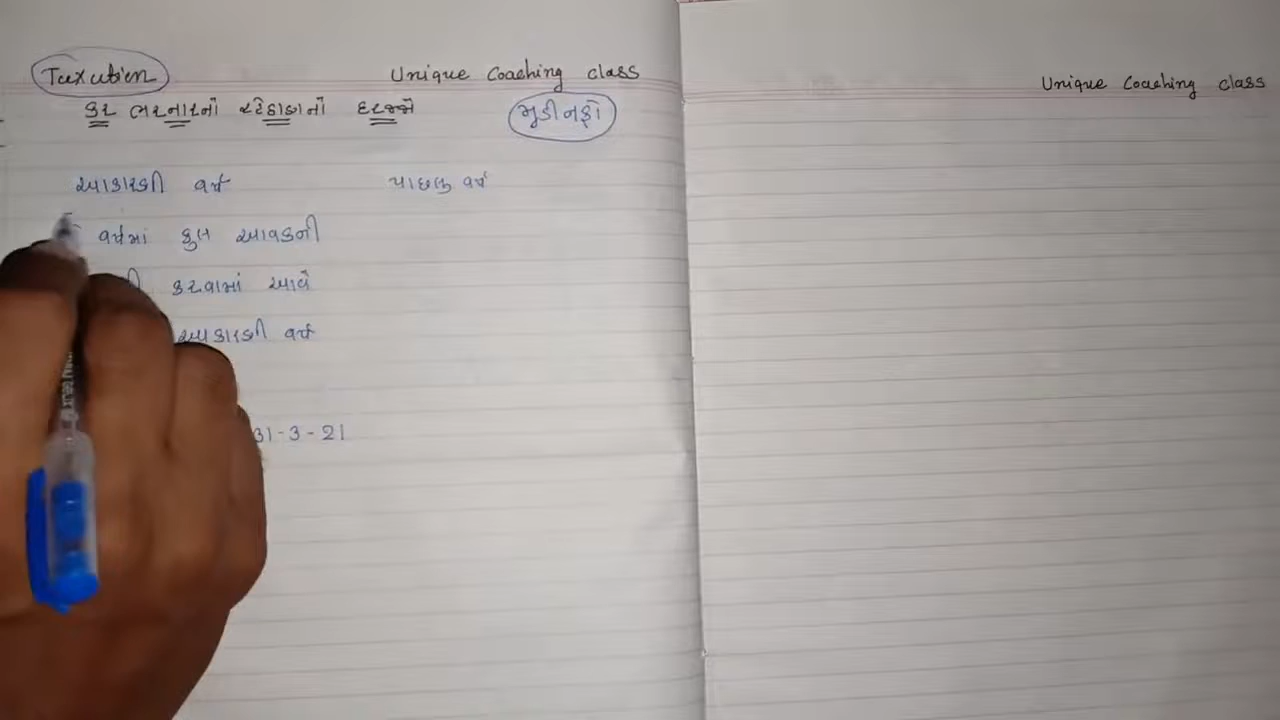 Taxation
Unique Coaching class
કર ભરનારનો રહેઠાણનો દરજ્જો
મૂડીનફો
આકારણી વર્ષ
પાછલુ વર્ષ
વર્ષમાં કુલ આવકની
કરવામાં આવે
આકારણી વર્ષ
31-3-21
Unique Coaching class